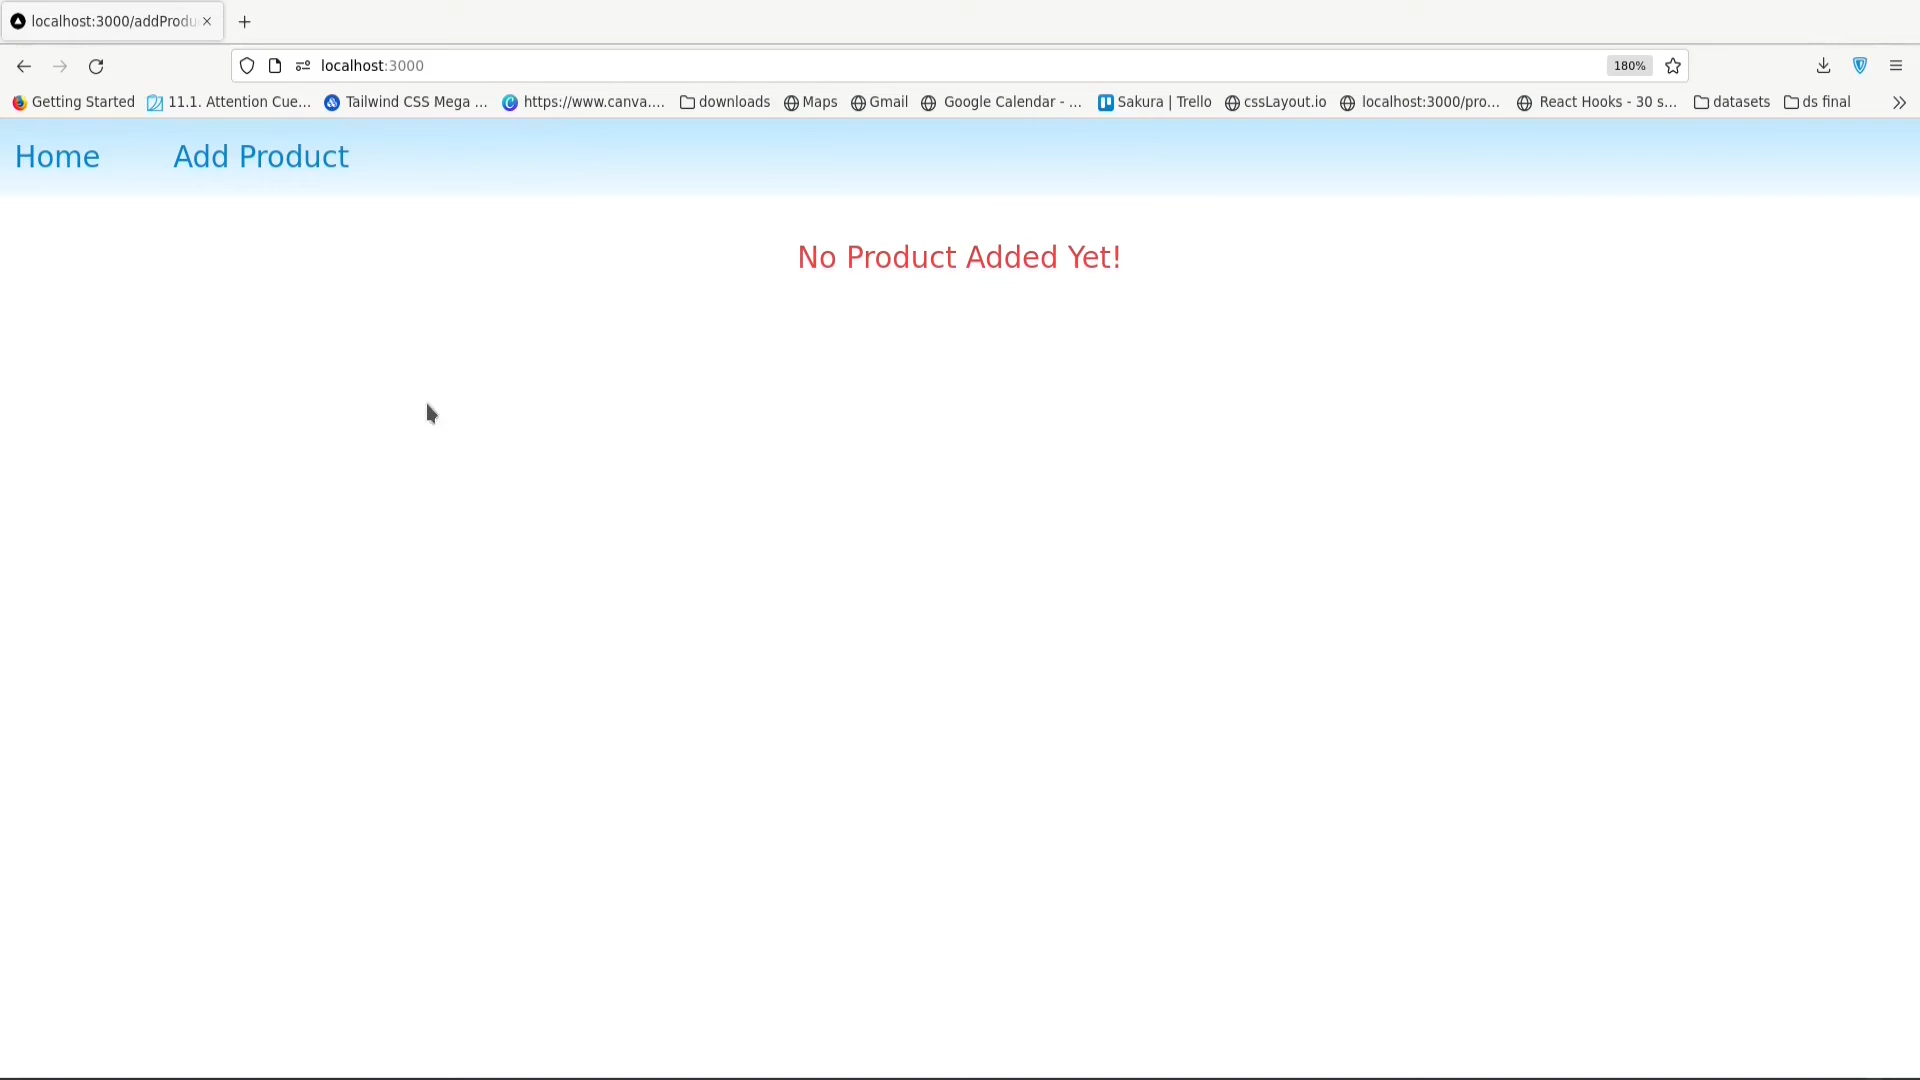 localhost:3000/addProdu
localhost:3000
180%
Getting Started
11.1. Attention Cue...
Tailwind CSS Mega ...
https://www.canva....
downloads
Maps
Gmail
Google Calendar - ...
Sakura | Trello
cssLayout.io
localhost:3000/pro...
React Hooks - 30 s...
datasets
ds final
Home
Add Product
No Product Added Yet!